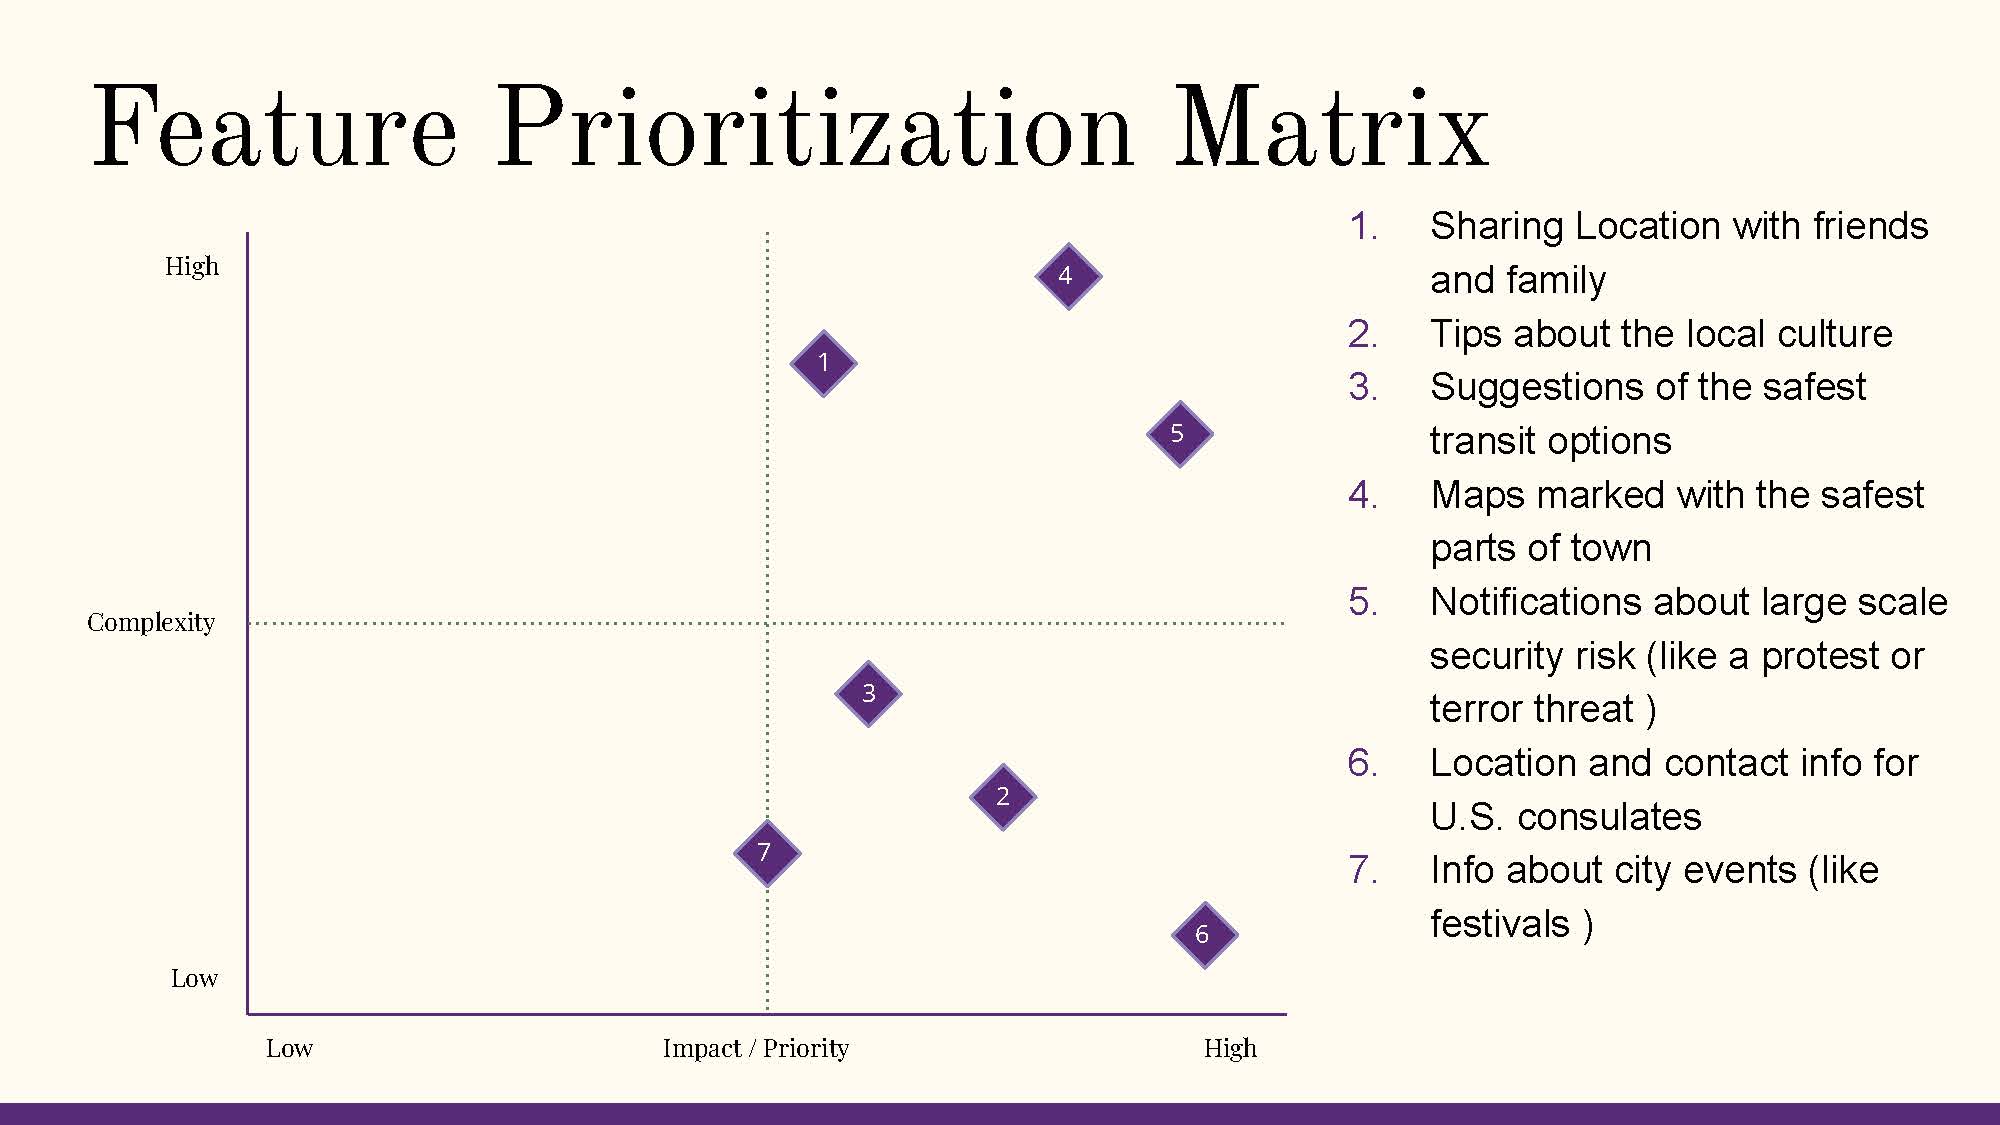 Feature Prioritization Matrix
High
Complexity
Low
Low
Impact / Priority
High
4
1
5
3
2
7
6
1. Sharing Location with friends
and family
2. Tips about the local culture
3. Suggestions of the safest
transit options
4. Maps marked with the safest
parts of town
5. Notifications about large scale
security risk (like a protest or
terror threat )
6. Location and contact info for
U.S. consulates
7. Info about city events (like
festivals )